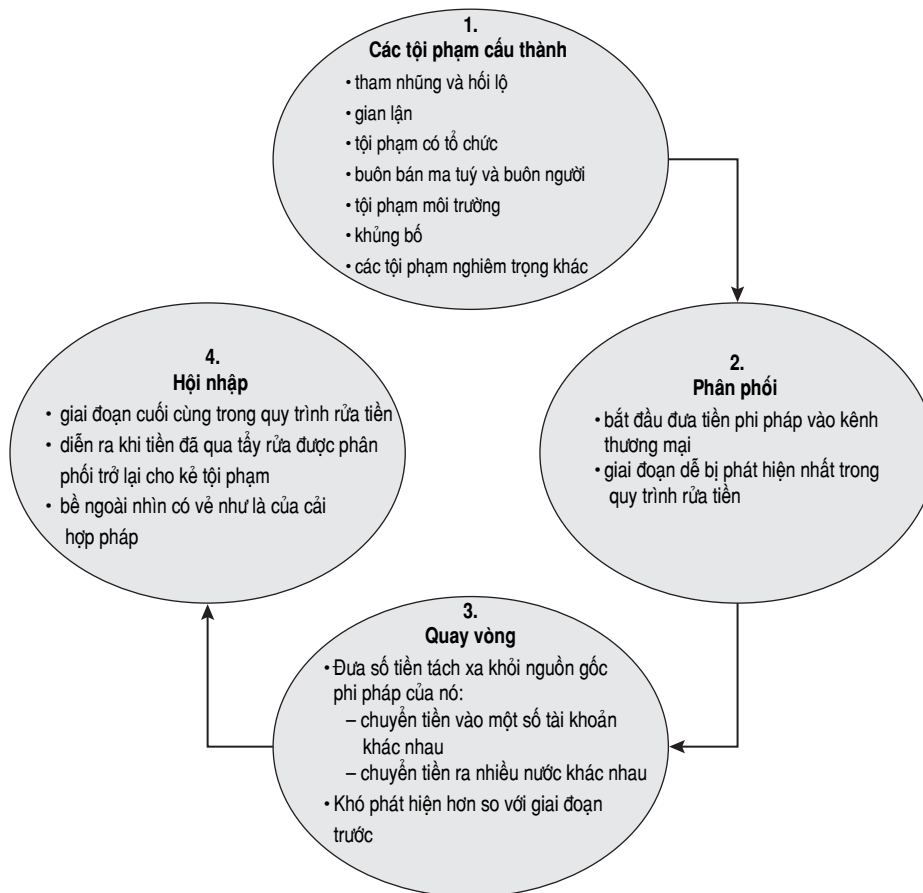 1.
Các tội phạm cấu thành
• tham nhũng và hối lộ
• gian lận
• tội phạm có tổ chức
• buôn bán ma tuý và buôn người
• tội phạm môi trường
• khủng bố
• các tội phạm nghiêm trọng khác
2.
Phân phối
• bắt đầu đưa tiền phi pháp vào kênh
thương mại
• giai đoạn dễ bị phát hiện nhất trong
quy trình rửa tiền
3.
Quay vòng
• Đưa số tiền tách xa khỏi nguồn gốc
phi pháp của nó:
– chuyển tiền vào một số tài khoản
khác nhau
– chuyển tiền ra nhiều nước khác nhau
• Khó phát hiện hơn so với giai đoạn
trước
4.
Hội nhập
• giai đoạn cuối cùng trong quy trình rửa tiền
• diễn ra khi tiền đã qua tẩy rửa được phân
phối trở lại cho kẻ tội phạm
• bề ngoài nhìn có vẻ như là của cải
hợp pháp